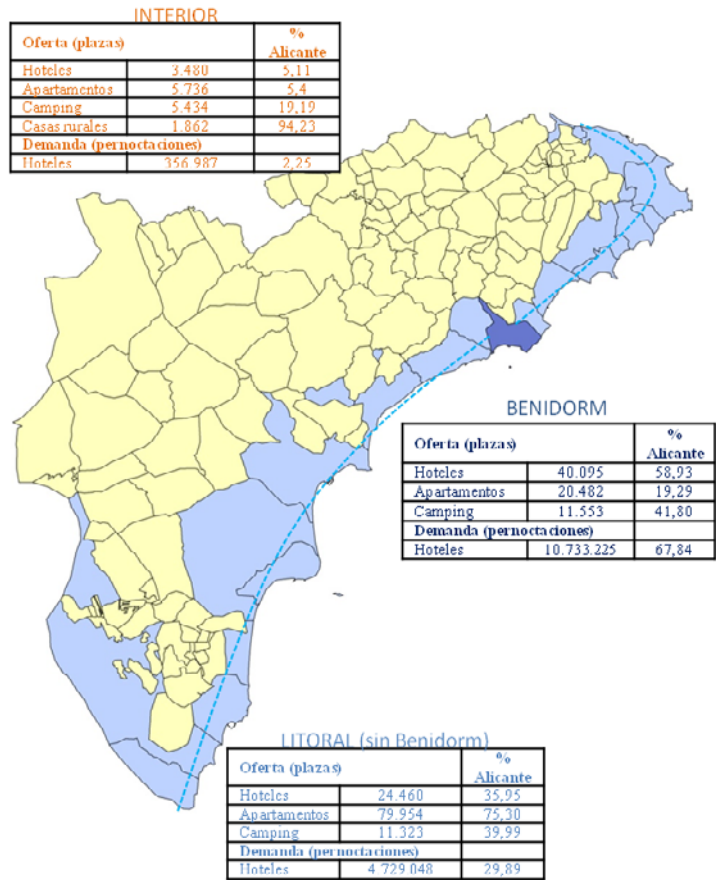 INTERIOR
Oferta (plazas) % Alicante
Hoteles 3.480 5,11
Apartamentos 5.736 5,4
Camping 5.434 19,19
Casas rurales 1.862 94,23
Demanda (pernoctaciones)
Hoteles 356.987 2,25
BENIDORM
Oferta (plazas) % Alicante
Hoteles 40.095 58,93
Apartamentos 20.482 19,29
Camping 11.553 41,80
Demanda (pernoctaciones)
Hoteles 10.733.225 67,84
LITORAL (sin Benidorm)
Oferta (plazas) % Alicante
Hoteles 24.460 35,95
Apartamentos 79.954 75,30
Camping 11.323 39,99
Demanda (pernoctaciones)
Hoteles 4.729.048 29,89